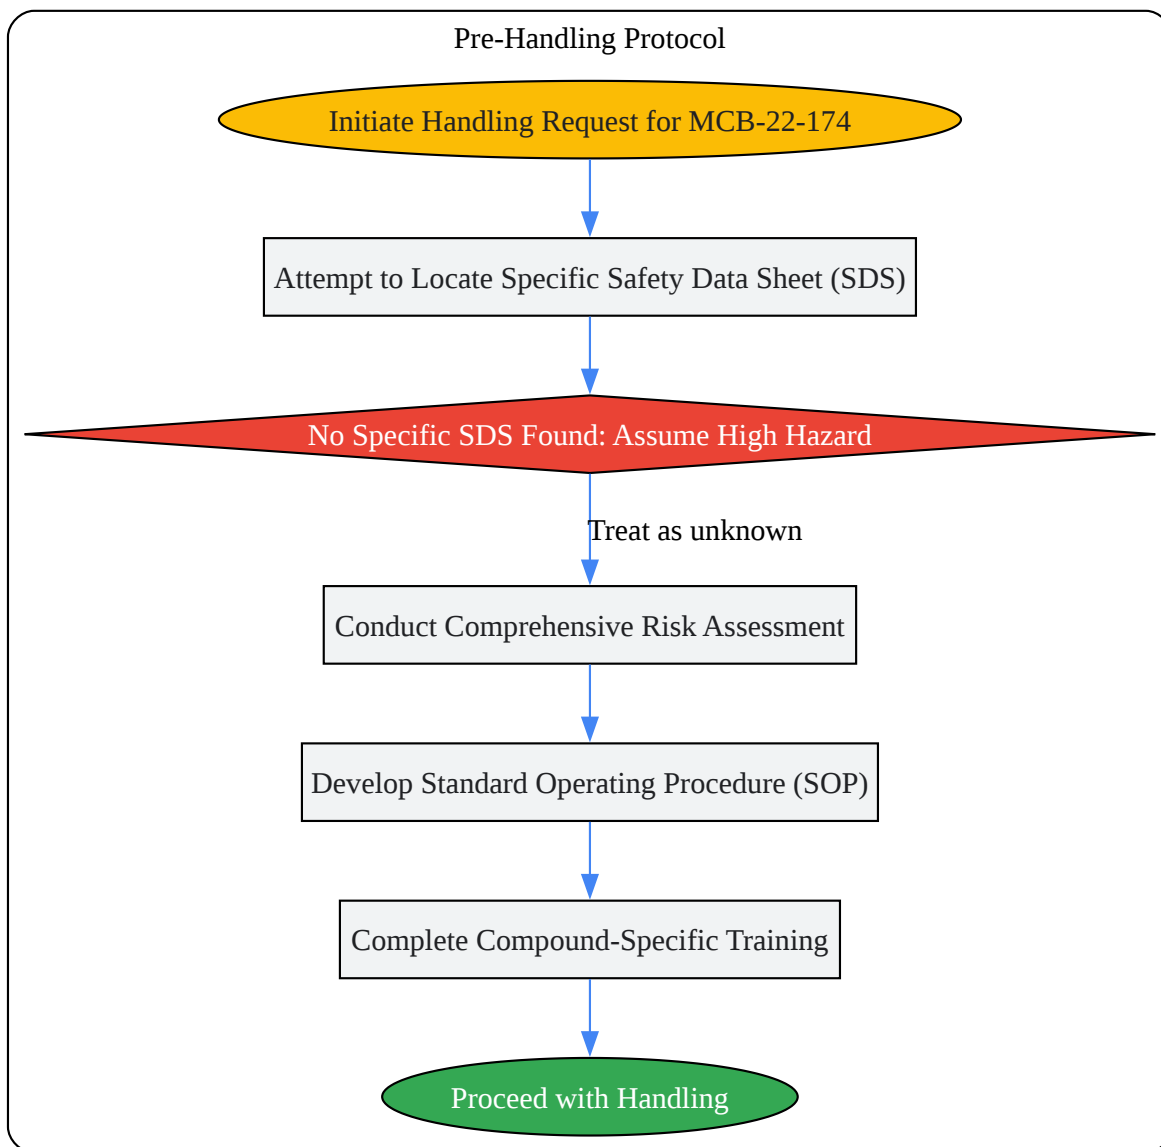 Pre-Handling Protocol
Initiate Handling Request for MCB-22-174
Attempt to Locate Specific Safety Data Sheet (SDS)
No Specific SDS Found: Assume High Hazard
Treat as unknown
Conduct Comprehensive Risk Assessment
Develop Standard Operating Procedure (SOP)
Complete Compound-Specific Training
Proceed with Handling